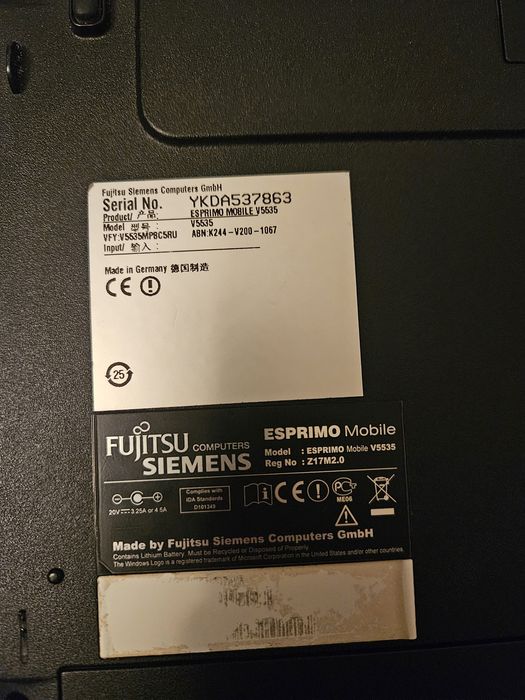 Fujitsu Siemens Computers GmbH
Serial No. YKDA537863
Product/ 产品: ESPRIMO MOBILE V5535
Model 型号: V5535
VFY:V5535MPBC5RU ABN:K244-V200-1067
Input/ 输入:
Made in Germany 德国制造
CE
25
FUJITSU COMPUTERS
SIEMENS
ESPRIMO Mobile
Model : ESPRIMO Mobile V5535
Reg No : Z17M2.0
20V 3.25A or 4.5A
Complies with
IDA Standards
D101349
CE
ME06
Made by Fujitsu Siemens Computers GmbH
Contains Lithium Battery. Must be Recycled or Disposed of Properly
The Windows Logo is a registered trademark of Microsoft Corporation in the United States and/or other countries.